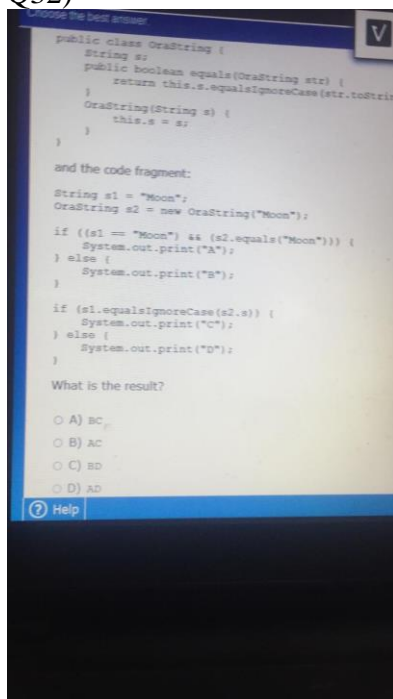 Choose the best answer.
V
public class OraString {
String s;
public boolean equals(OraString str) {
return this.s.equalsIgnoreCase(str.toStrin
}
OraString(String s) {
this.s = s;
}
}
and the code fragment:
String s1 = "Moon";
OraString s2 = new OraString("Moon");
if ((s1 == "Moon") && (s2.equals("Moon"))) {
System.out.print("A");
} else {
System.out.print("B");
}
if (s1.equalsIgnoreCase(s2.s)) {
System.out.print("C");
} else {
System.out.print("D");
}
What is the result?
A) BC
B) AC
C) BD
D) AD
? Help